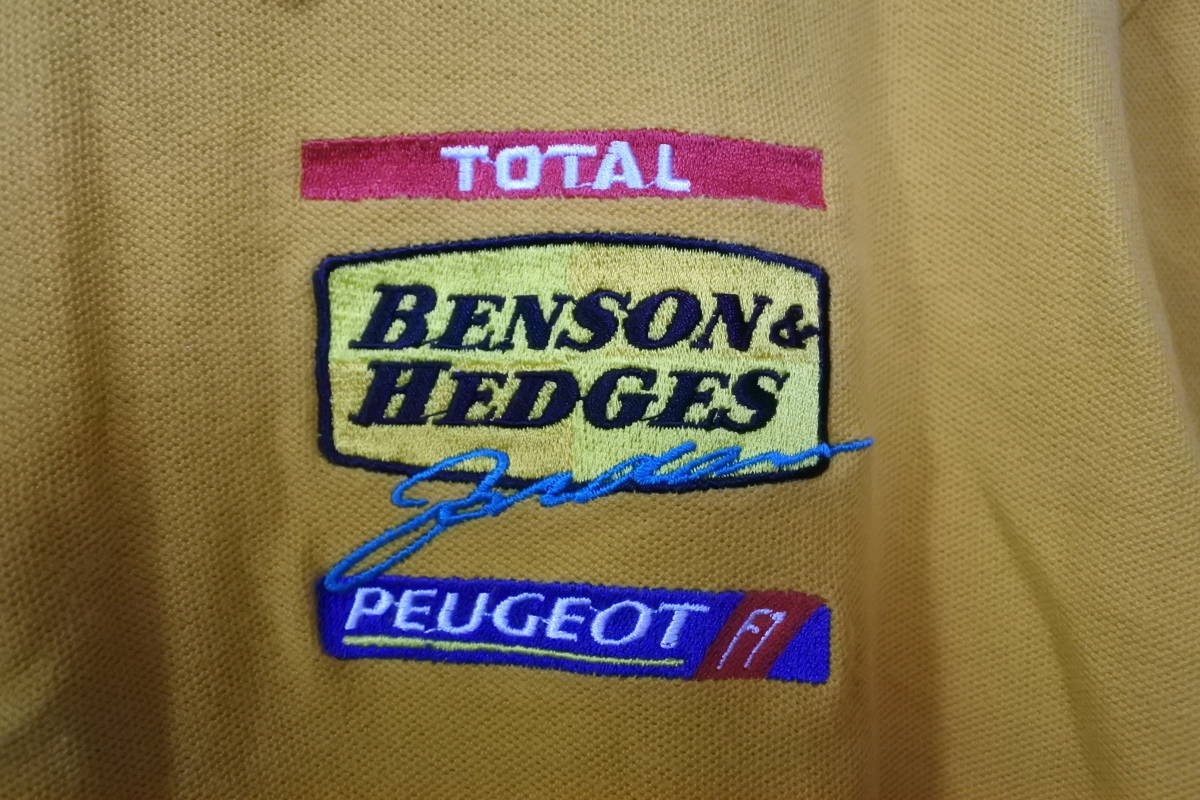 TOTAL
BENSON &
HEDGES
Jordan
PEUGEOT F1